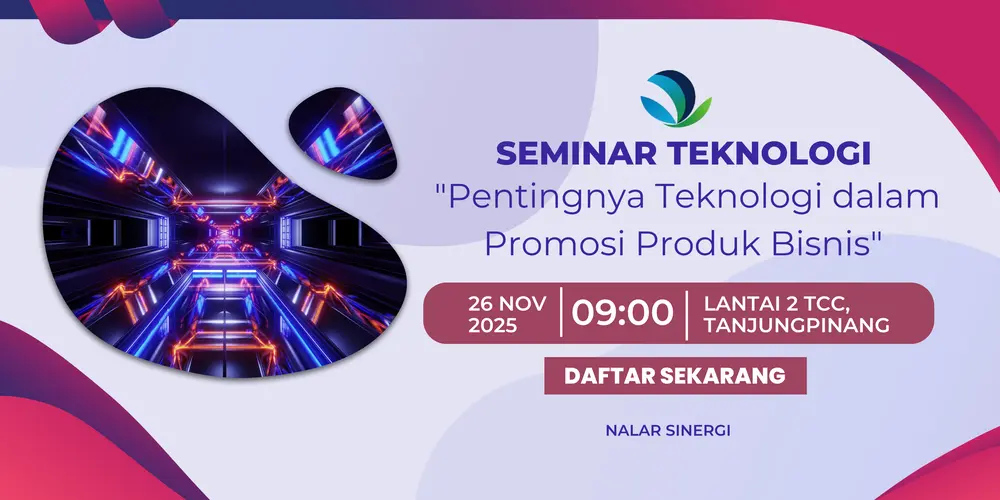 SEMINAR TEKNOLOGI
"Pentingnya Teknologi dalam
Promosi Produk Bisnis"
26 NOV
2025
09:00
LANTAI 2 TCC,
TANJUNGPINANG
DAFTAR SEKARANG
NALAR SINERGI